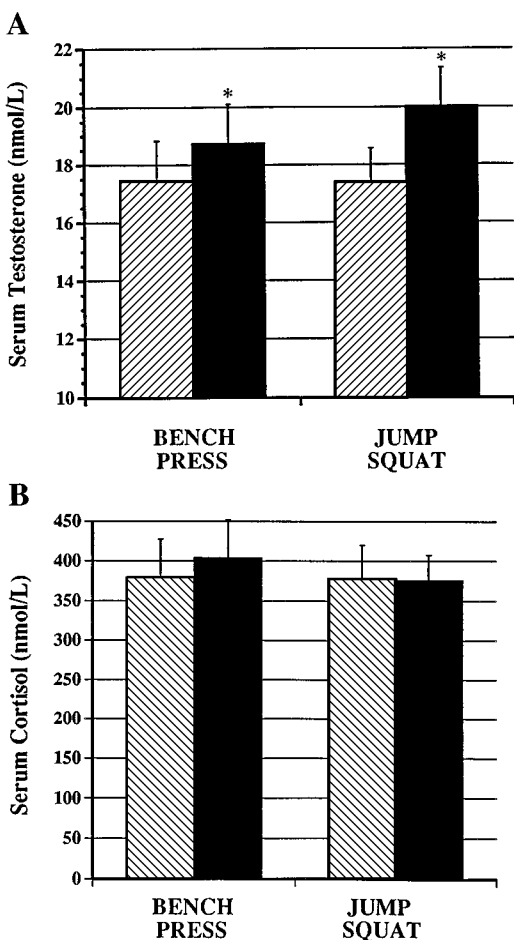 A
Serum Testosterone (nmol/L)
22
20
18
16
14
12
10
*
*
BENCH
PRESS
JUMP
SQUAT
B
Serum Cortisol (nmol/L)
450
400
350
300
250
200
150
100
50
0
BENCH
PRESS
JUMP
SQUAT